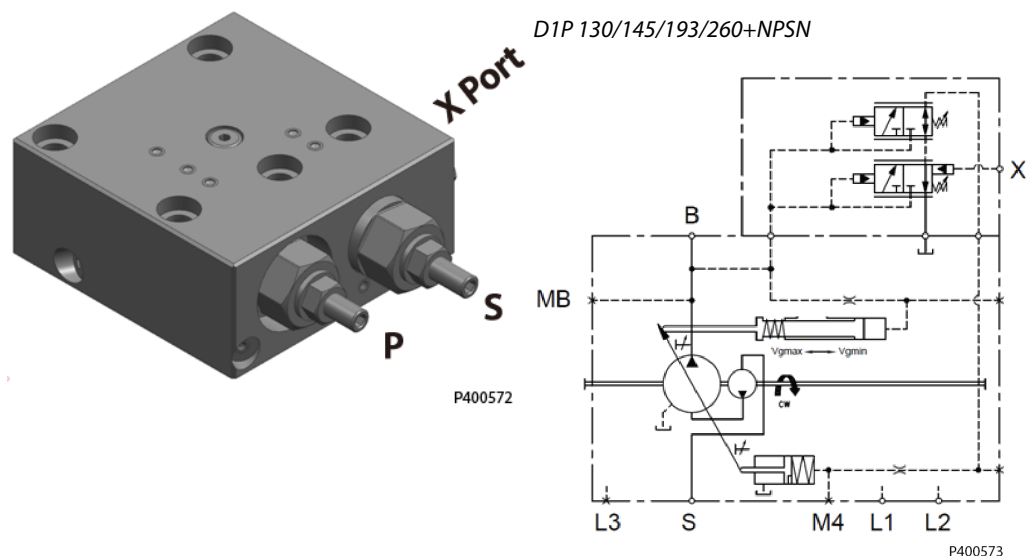 D1P 130/145/193/260+NPSN
X Port
S
P
P400572
X
B
MB
Vgmax Vgmin
CW
L3 S M4 L1 L2
P400573